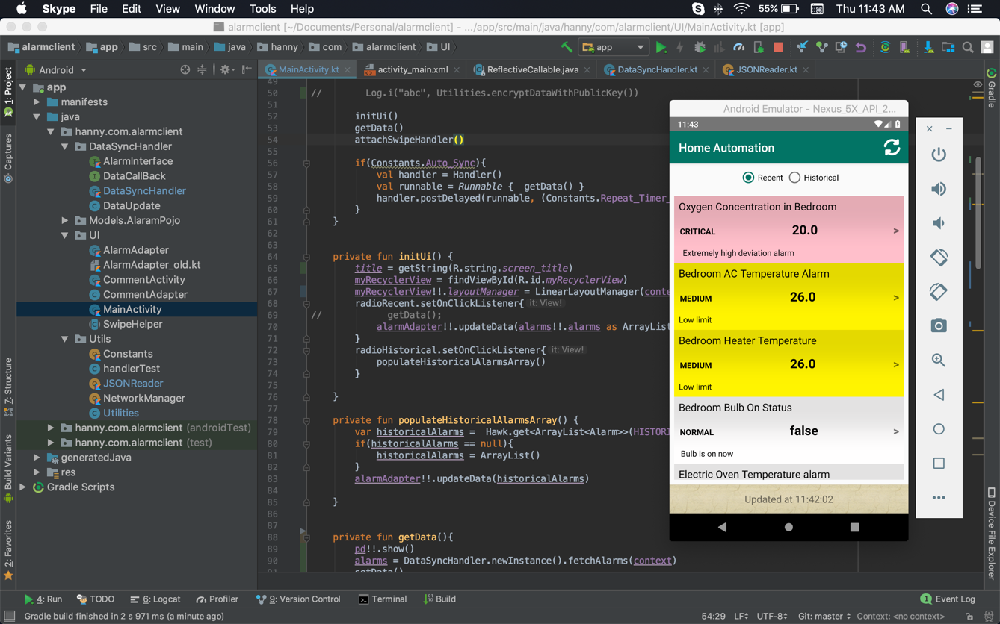 Skype File Edit View Window Tools Help 55% Thu 11:43 AM
alarmclient [~/Documents/Personal/alarmclient] - .../app/src/main/java/hanny/com/alarmclient/UI/MainActivity.kt [app]
alarmclient app src main java hanny com alarmclient UI app
1: Project
Captures
Z: Structure
Build Variants
2: Favorites
Android
app
manifests
java
hanny.com.alarmclient
DataSyncHandler
AlarmInterface
DataCallBack
DataSyncHandler
DataUpdate
Models.AlaramPojo
UI
AlarmAdapter
AlarmAdapter_old.kt
CommentActivity
CommentAdapter
MainActivity
SwipeHelper
Utils
Constants
handlerTest
JSONReader
NetworkManager
Utilities
hanny.com.alarmclient (androidTest)
hanny.com.alarmclient (test)
generatedJava
res
Gradle Scripts
MainActivity.kt activity_main.xml ReflectiveCallable.java DataSyncHandler.kt JSONReader.kt
49
50 // Log.i("abc", Utilities.encryptDataWithPublicKey())
51
52 initUi()
53 getData()
54 attachSwipeHandler()
55
56 if(Constants.Auto_Sync){
57 val handler = Handler()
58 val runnable = Runnable { getData() }
59 handler.postDelayed(runnable, (Constants.Repeat_Timer_
60 }
61 }
62
63
64 private fun initUi() {
65 title = getString(R.string.screen_title)
66 myRecyclerView = findViewById(R.id.myRecyclerView)
67 myRecyclerView!!.layoutManager = LinearLayoutManager(conte
68 radioRecent.setOnClickListener{ it: View!
69 // getData();
70 alarmAdapter!!.updateData(alarms!!.alarms as ArrayList
71 }
72 radioHistorical.setOnClickListener{ it: View!
73 populateHistoricalAlarmsArray()
74 }
75
76 }
77
78 private fun populateHistoricalAlarmsArray() {
79 var historicalAlarms = Hawk.get<ArrayList<Alarm>>(HISTORI
80 if(historicalAlarms == null){
81 historicalAlarms = ArrayList()
82 }
83 alarmAdapter!!.updateData(historicalAlarms)
84
85 }
86
87
88 private fun getData(){
89 pd!!.show()
90 alarms = DataSyncHandler.newInstance().fetchAlarms(context)
91 setData()
Android Emulator - Nexus_5X_API_2...
11:43
Home Automation
Recent Historical
Oxygen Concentration in Bedroom
CRITICAL 20.0 >
Extremely high deviation alarm
Bedroom AC Temperature Alarm
MEDIUM 26.0 >
Low limit
Bedroom Heater Temperature
MEDIUM 26.0 >
Low limit
Bedroom Bulb On Status
NORMAL false >
Bulb is on now
Electric Oven Temperature alarm
Updated at 11:42:02
Gradle
Device File Explorer
4: Run TODO 6: Logcat Profiler 9: Version Control Terminal Build 1 Event Log
Gradle build finished in 2 s 971 ms (a minute ago) 54:29 LF UTF-8 Git: master Context: <no context>